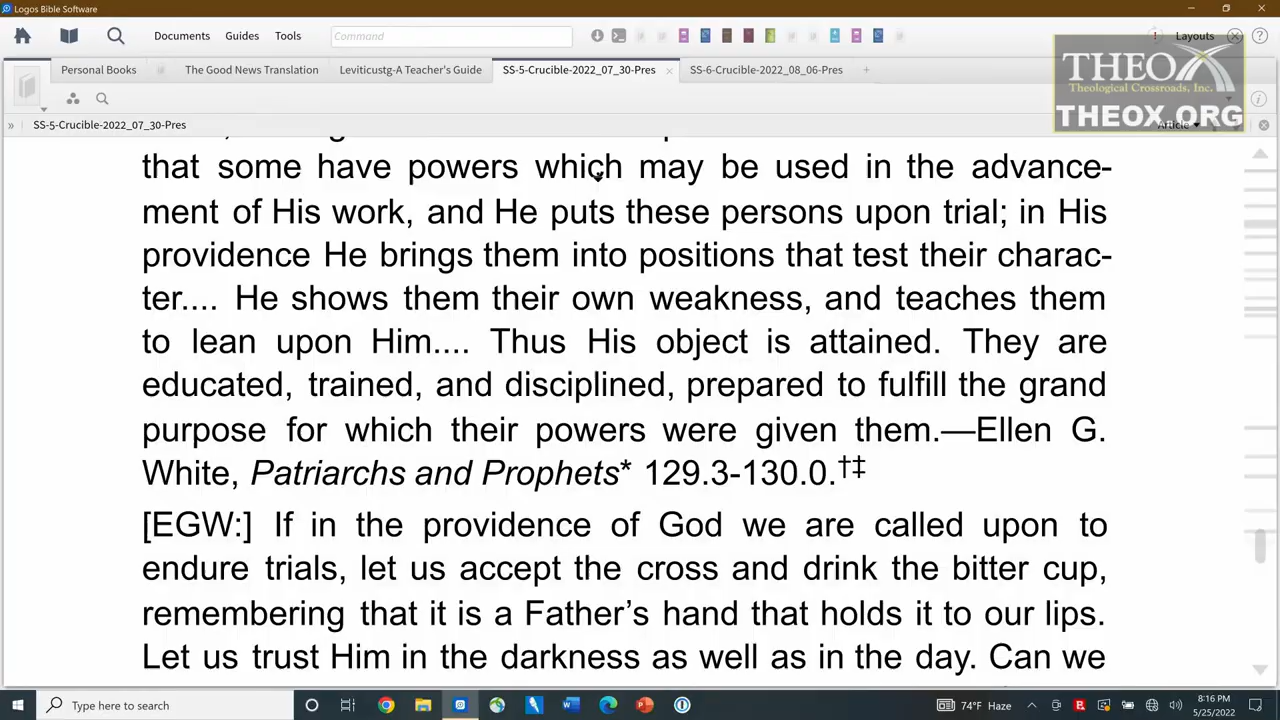 Logos Bible Software
Documents Guides Tools Command Layouts
THEOX
Theological Crossroads, Inc.
THEOX.ORG
Personal Books The Good News Translation Leviticustg-A Teacher's Guide SS-5-Crucible-2022_07_30-Pres SS-6-Crucible-2022_08_06-Pres
SS-5-Crucible-2022_07_30-Pres Article
that some have powers which may be used in the advance-
ment of His work, and He puts these persons upon trial; in His
providence He brings them into positions that test their charac-
ter.... He shows them their own weakness, and teaches them
to lean upon Him.... Thus His object is attained. They are
educated, trained, and disciplined, prepared to fulfill the grand
purpose for which their powers were given them.—Ellen G.
White, Patriarchs and Prophets* 129.3-130.0.†‡
[EGW:] If in the providence of God we are called upon to
endure trials, let us accept the cross and drink the bitter cup,
remembering that it is a Father's hand that holds it to our lips.
Let us trust Him in the darkness as well as in the day. Can we
Type here to search 74°F Haze 8:16 PM
5/25/2022